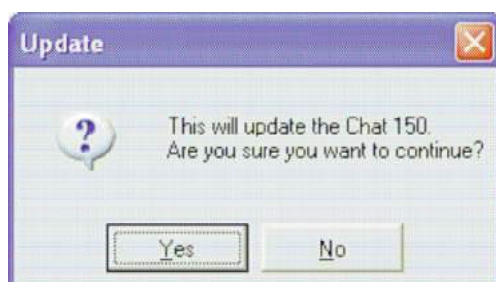 Update
?
This will update the Chat 150.
Are you sure you want to continue?
Yes No